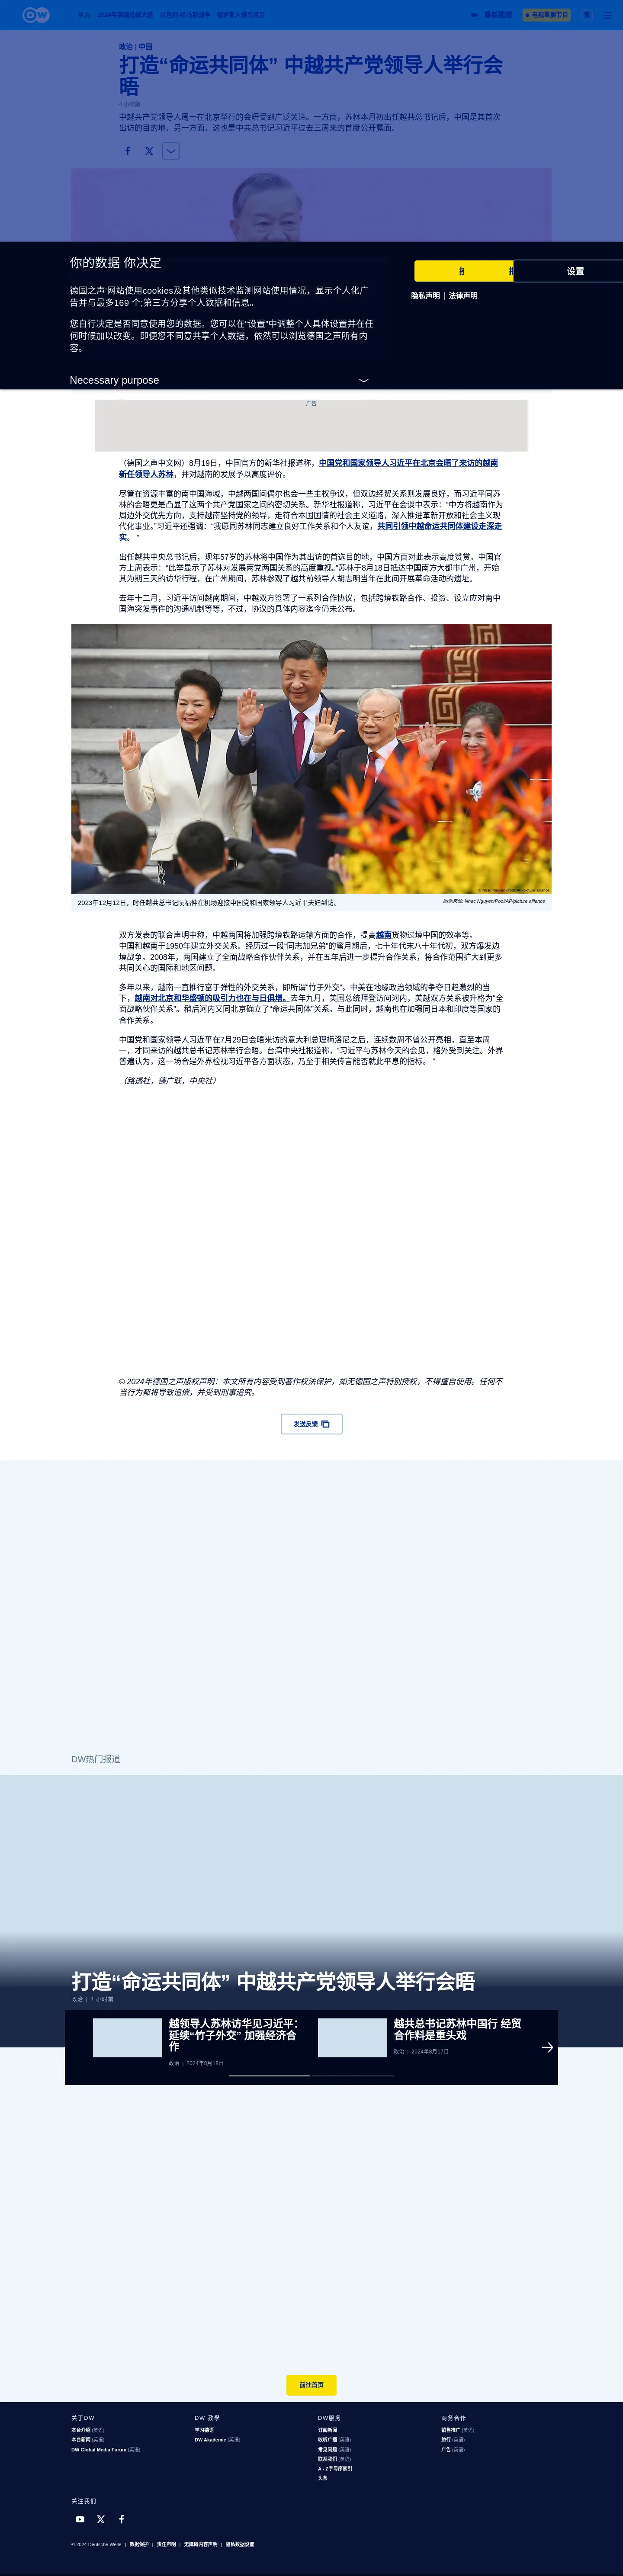 DW
焦点 2024年美国总统大选 以色列-哈马斯战争 俄罗斯入侵乌克兰
最新视频
电视直播节目
繁
政治 | 中国
打造“命运共同体” 中越共产党领导人举行会
晤
4 小时前
中越共产党领导人周一在北京举行的会晤受到广泛关注。一方面，苏林本月初出任越共总书记后，中国是其首次
出访的目的地，另一方面，这也是中共总书记习近平过去三周来的首度公开露面。
你的数据 你决定
设置
德国之声'网站使用cookies及其他类似技术监测网站使用情况，显示个人化广
告并与最多169 个;第三方分享个人数据和信息。
隐私声明 | 法律声明
您自行决定是否同意使用您的数据。您可以在“设置”中调整个人具体设置并在任
何时候加以改变。即便您不同意共享个人数据，依然可以浏览德国之声所有内
容。
Necessary purpose
广告
（德国之声中文网）8月19日，中国官方的新华社报道称，中国党和国家领导人习近平在北京会晤了来访的越南
新任领导人苏林，并对越南的发展予以高度评价。
尽管在资源丰富的南中国海域，中越两国间偶尔也会一些主权争议，但双边经贸关系则发展良好，而习近平同苏
林的会晤更是凸显了这两个共产党国家之间的密切关系。新华社报道称，习近平在会谈中表示：“中方将越南作为
周边外交优先方向，支持越南坚持党的领导，走符合本国国情的社会主义道路，深入推进革新开放和社会主义现
代化事业。”习近平还强调：“我愿同苏林同志建立良好工作关系和个人友谊，共同引领中越命运共同体建设走深走
实。 ”
出任越共中央总书记后，现年57岁的苏林将中国作为其出访的首选目的地，中国方面对此表示高度赞赏。中国官
方上周表示：“此举显示了苏林对发展两党两国关系的高度重视。”苏林于8月18日抵达中国南方大都市广州，开始
其为期三天的访华行程，在广州期间，苏林参观了越共前领导人胡志明当年在此间开展革命活动的遗址。
去年十二月，习近平访问越南期间，中越双方签署了一系列合作协议，包括跨境铁路合作、投资、设立应对南中
国海突发事件的沟通机制等等，不过，协议的具体内容迄今仍未公布。
© Nhac Nguyen/Pool/AP/picture alliance
2023年12月12日，时任越共总书记阮福仲在机场迎接中国党和国家领导人习近平夫妇到访。
图像来源: Nhac Nguyen/Pool/AP/picture alliance
双方发表的联合声明中称，中越两国将加强跨境铁路运输方面的合作，提高越南货物过境中国的效率等。
中国和越南于1950年建立外交关系。经历过一段“同志加兄弟”的蜜月期后，七十年代末八十年代初，双方爆发边
境战争。2008年，两国建立了全面战略合作伙伴关系，并在五年后进一步提升合作关系，将合作范围扩大到更多
共同关心的国际和地区问题。
多年以来，越南一直推行富于弹性的外交关系，即所谓“竹子外交”。中美在地缘政治领域的争夺日趋激烈的当
下，越南对北京和华盛顿的吸引力也在与日俱增。去年九月，美国总统拜登访问河内，美越双方关系被升格为“全
面战略伙伴关系”。稍后河内又同北京确立了“命运共同体”关系。与此同时，越南也在加强同日本和印度等国家的
合作关系。
中国党和国家领导人习近平在7月29日会晤来访的意大利总理梅洛尼之后，连续数周不曾公开亮相，直至本周
一，才同来访的越共总书记苏林举行会晤。台湾中央社报道称，“习近平与苏林今天的会见，格外受到关注。外界
普遍认为，这一场合是外界检视习近平各方面状态，乃至于相关传言能否就此平息的指标。 ”
（路透社，德广联，中央社）
© 2024年德国之声版权声明：本文所有内容受到著作权法保护，如无德国之声特别授权，不得擅自使用。任何不
当行为都将导致追偿，并受到刑事追究。
发送反馈
DW热门报道
打造“命运共同体” 中越共产党领导人举行会晤
政治 | 4 小时前
越领导人苏林访华见习近平：
延续“竹子外交” 加强经济合
作
政治 | 2024年8月18日
越共总书记苏林中国行 经贸
合作料是重头戏
政治 | 2024年8月17日
前往首页
关于DW
本台介绍 (英语)
本台新闻 (英语)
DW Global Media Forum (英语)
DW 教學
学习德语
DW Akademie (英语)
DW服务
订阅新闻
收听广播 (英语)
常见问题 (英语)
联系我们 (英语)
A - Z字母序索引
头条
商务合作
销售推广 (英语)
旅行 (英语)
广告 (英语)
关注我们
© 2024 Deutsche Welle | 数据保护 | 责任声明 | 无障碍内容声明 | 隐私数据设置